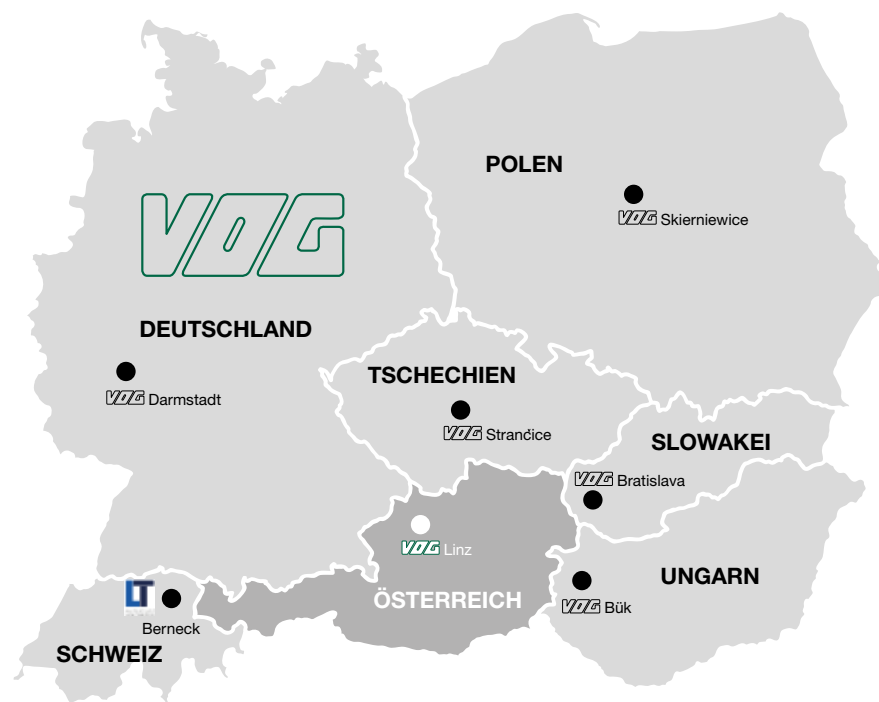 POLEN
VOG Skierniewice
VOG
DEUTSCHLAND
VOG Darmstadt
TSCHECHIEN
VOG Strančice
SLOWAKEI
VOG Bratislava
VOG Linz
UNGARN
VOG Bük
ÖSTERREICH
LT
Berneck
SCHWEIZ